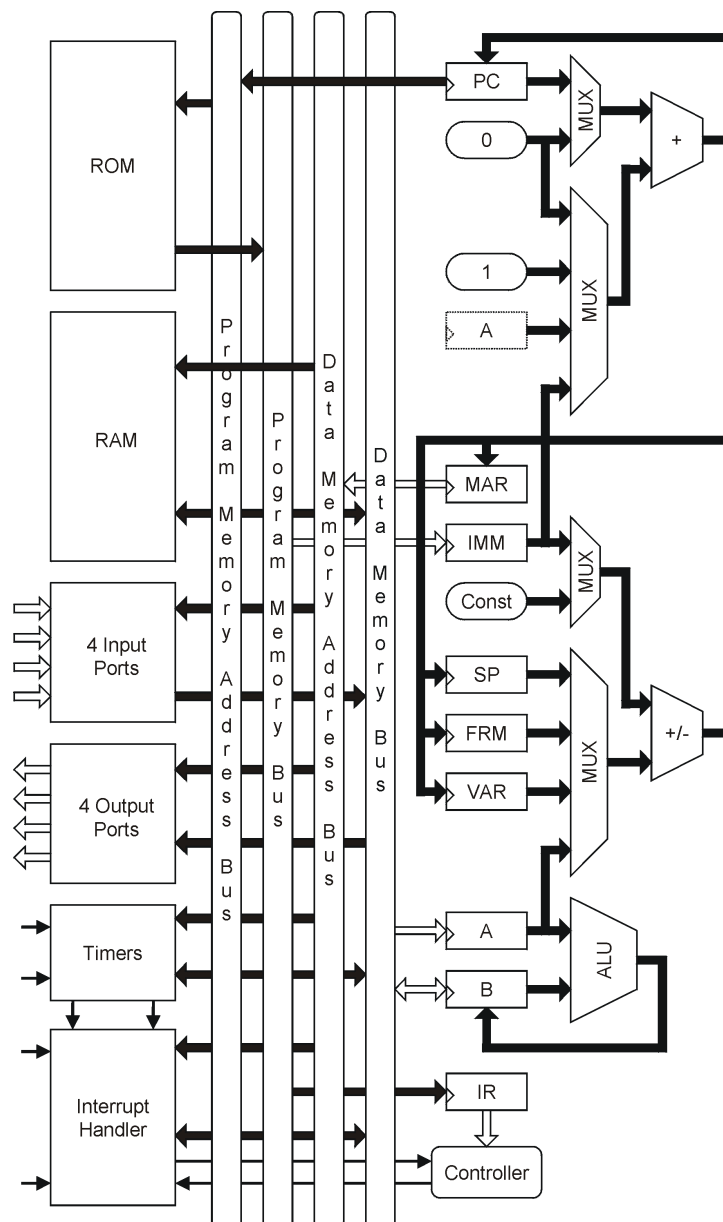 ROM
RAM
4 Input
Ports
4 Output
Ports
Timers
Interrupt
Handler
Program Memory Address Bus
Program Memory Bus
Data Memory Address Bus
Data Memory Bus
PC
0
MUX
+
1
A
MUX
MAR
IMM
Const
MUX
SP
FRM
VAR
MUX
+/-
A
B
ALU
IR
Controller